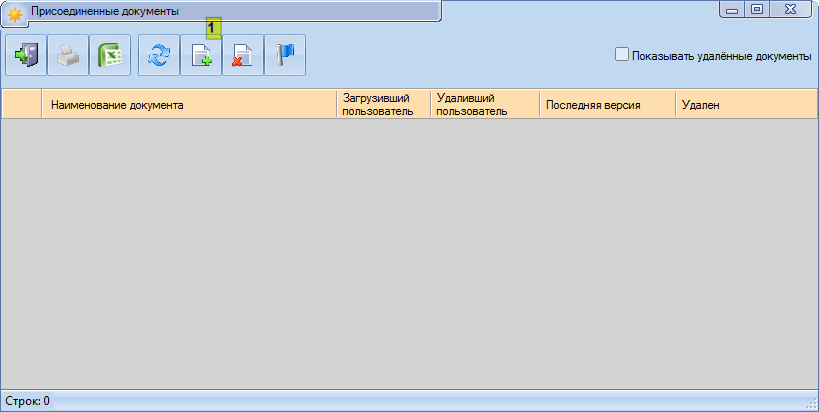 Присоединенные документы
1
Показывать удалённые документы
Наименование документа
Загрузивший
пользователь
Удаливший
пользователь
Последняя версия
Удален
Строк: 0